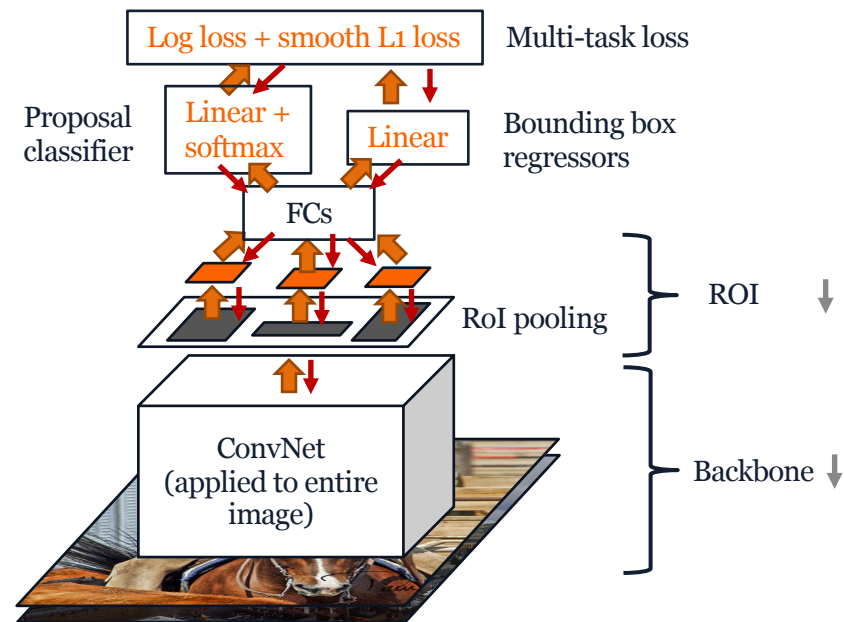 Log loss + smooth L1 loss
Multi-task loss
Proposal
classifier
Linear +
softmax
Linear
Bounding box
regressors
FCs
RoI pooling
ROI
ConvNet
(applied to entire
image)
Backbone